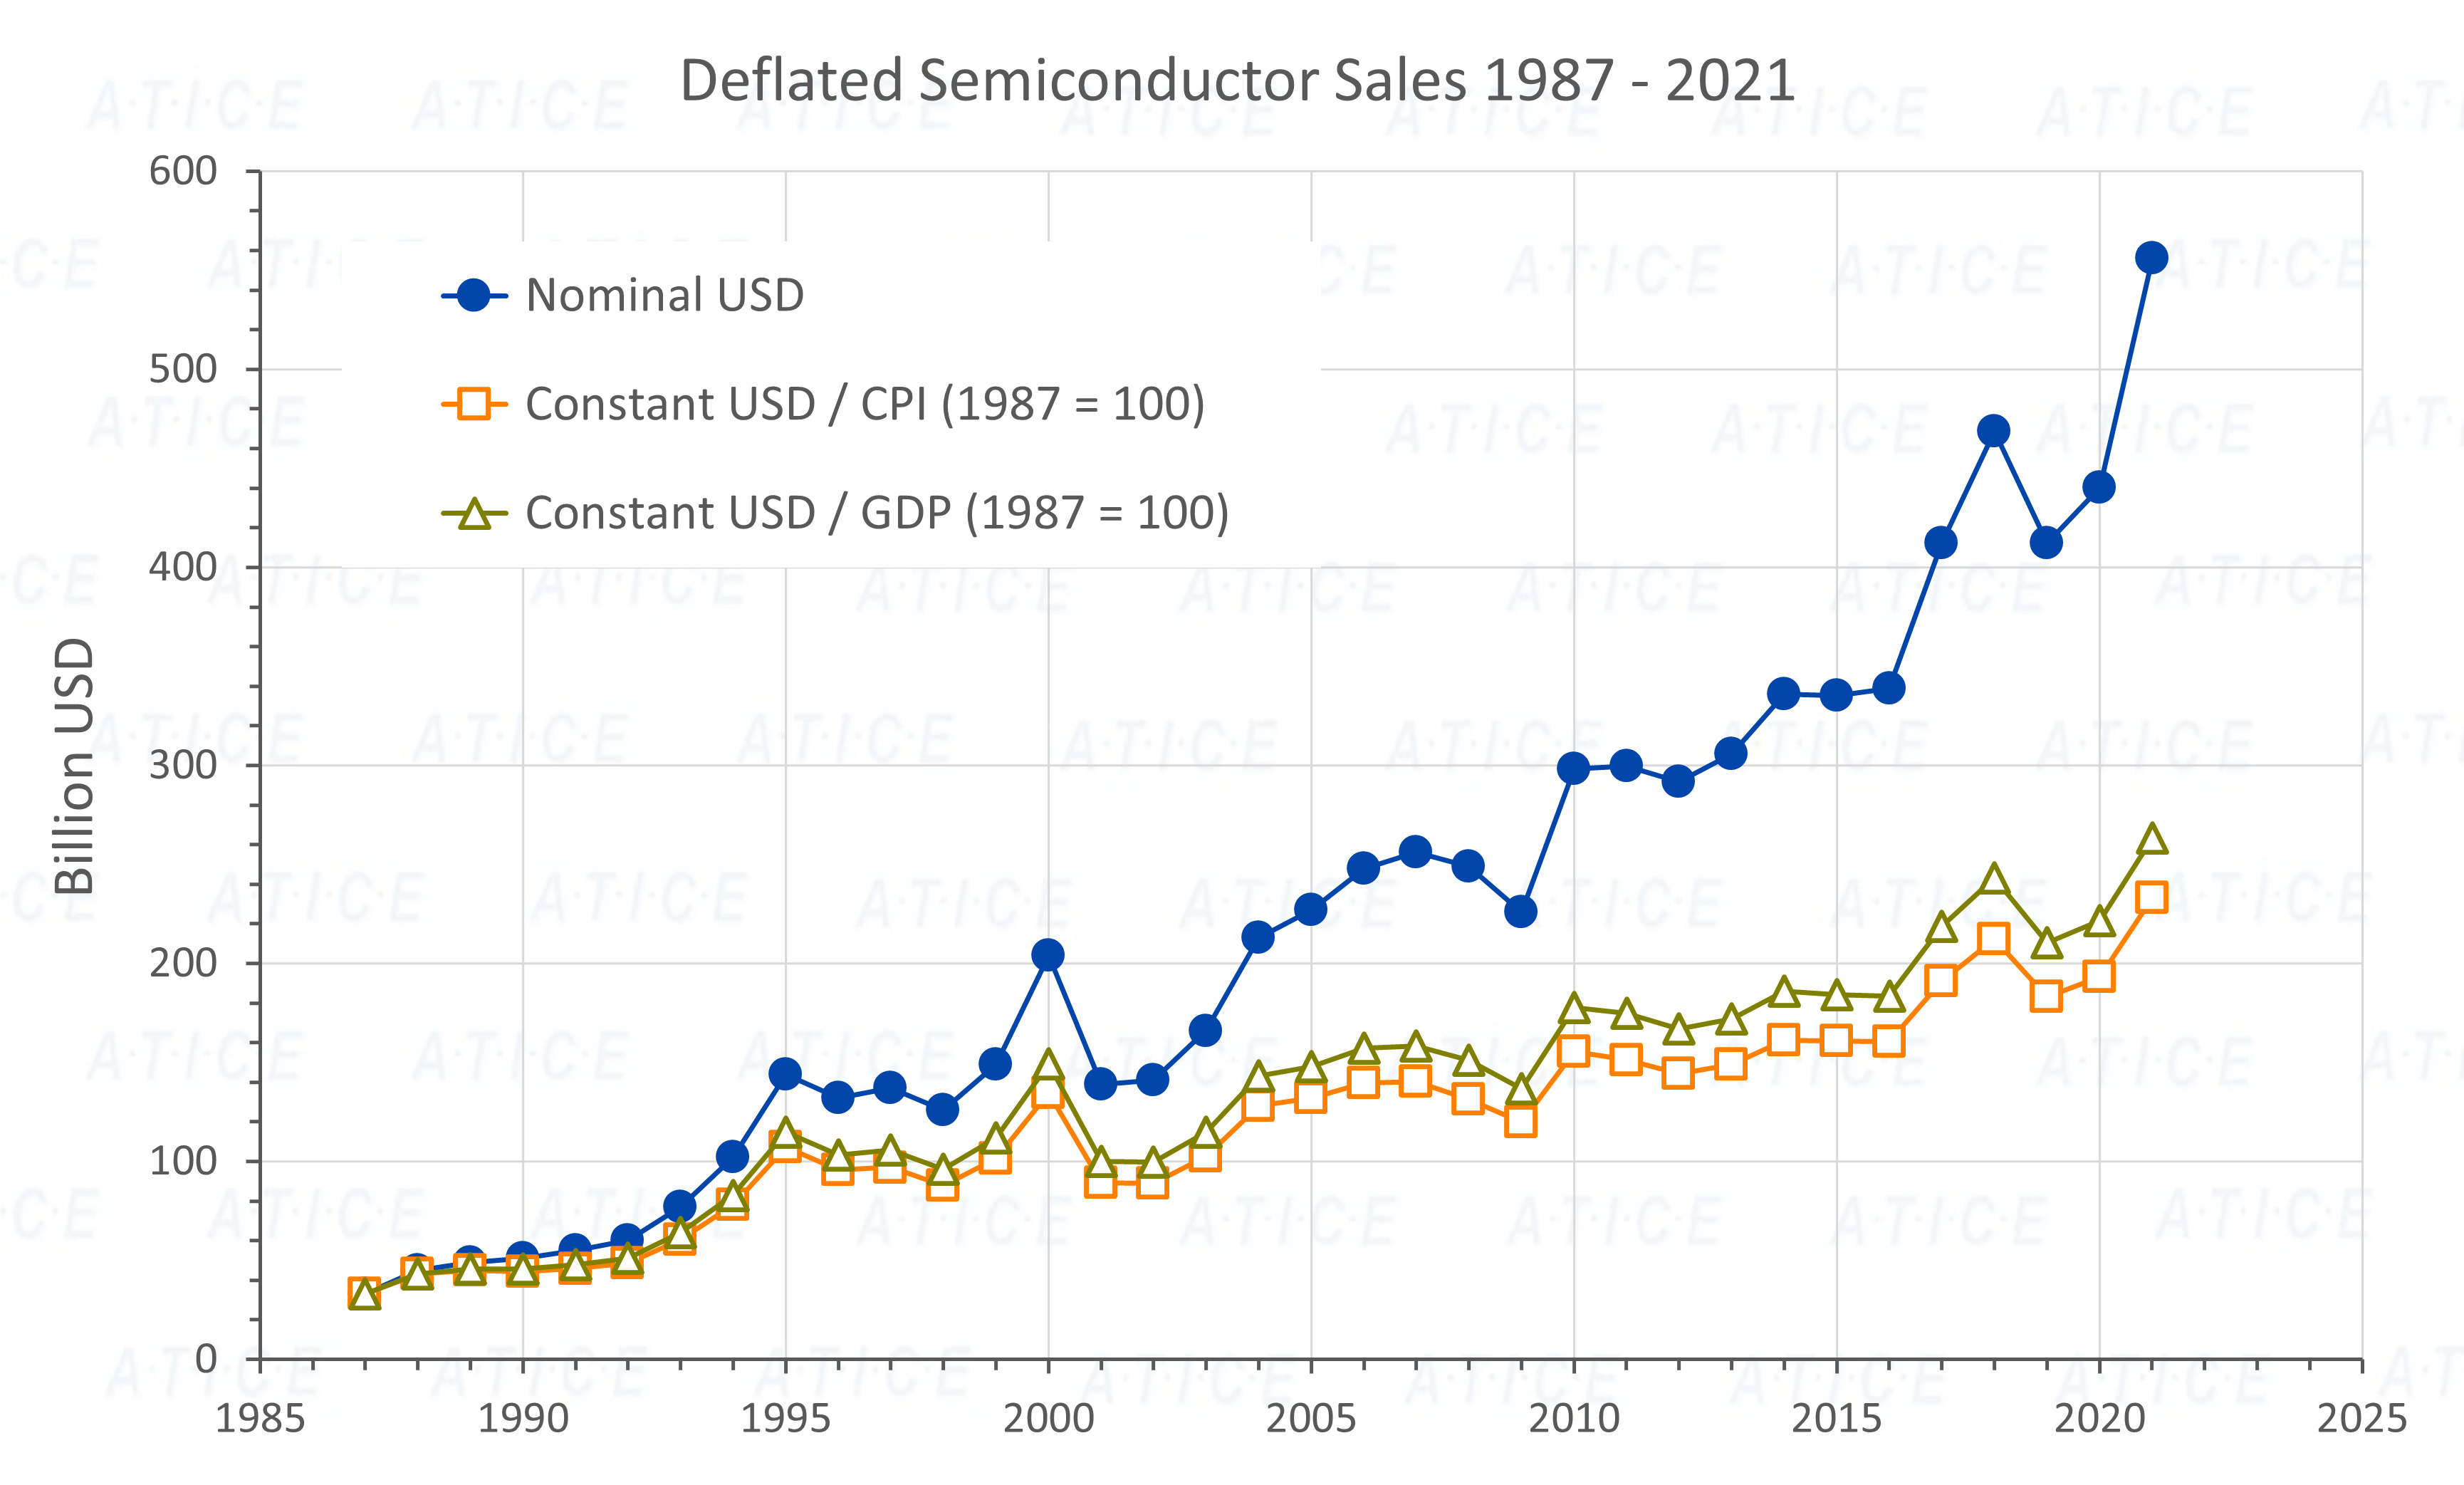 Deflated Semiconductor Sales 1987 - 2021
Billion USD
600
500
400
300
200
100
0
Nominal USD
Constant USD / CPI (1987 = 100)
Constant USD / GDP (1987 = 100)
1985 1990 1995 2000 2005 2010 2015 2020 2025
A·T·I·C·E